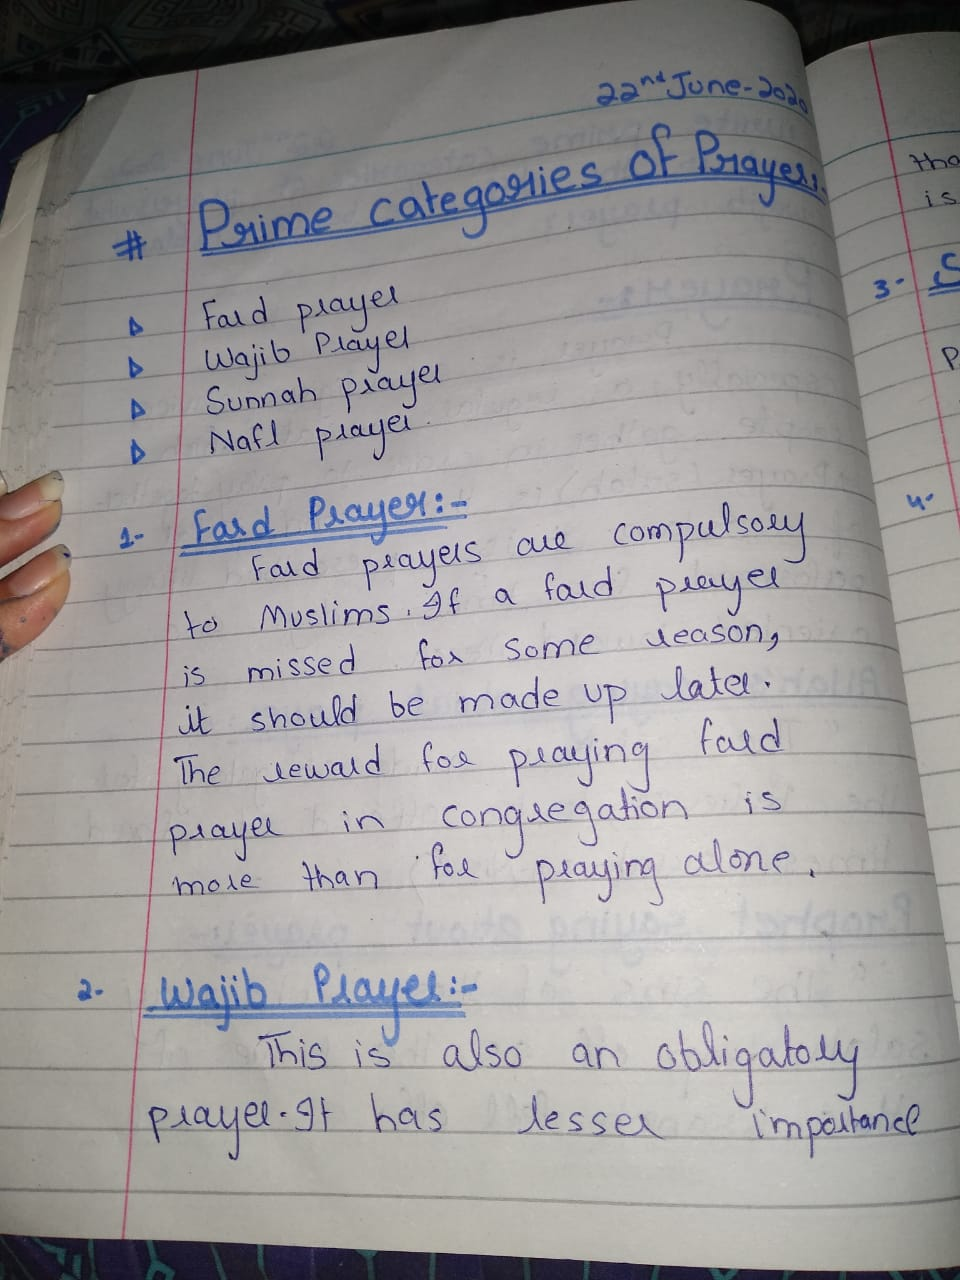 22nd June-2020
# Prime categories of Prayers:-
Fard prayer
Wajib Prayer
Sunnah prayer
Nafl prayer.
1- Fard Prayer:-
Fard prayers are compulsory
to Muslims. If a fard prayer
is missed for some reason,
it should be made up later.
The reward for praying fard
prayer in congregation is
more than for praying alone.
2- Wajib Prayer:-
This is also an obligatory
prayer. It has lesser importance
is
3-
4-